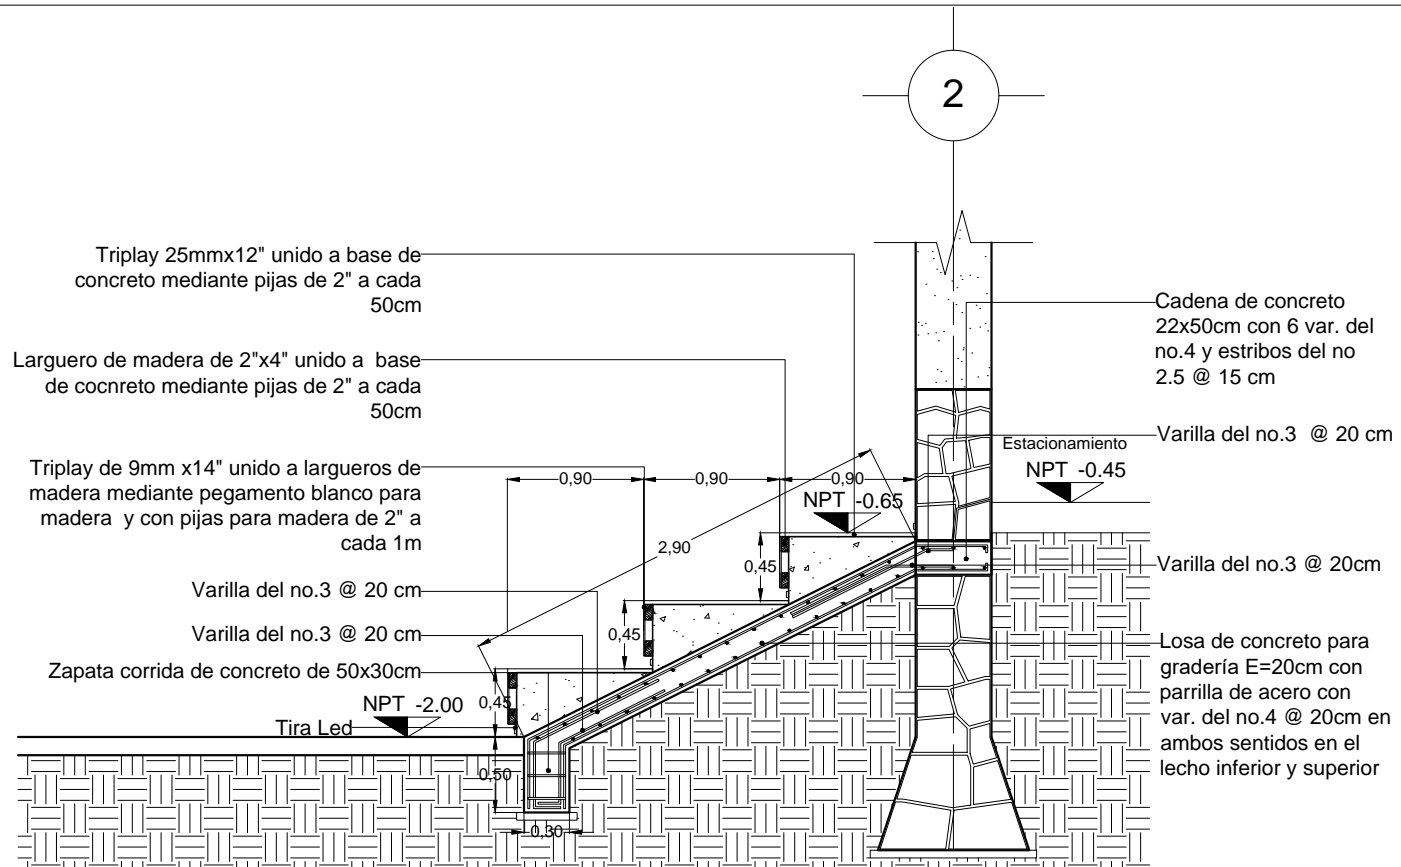 2
Triplay 25mmx12" unido a base de
concreto mediante pijas de 2" a cada
50cm
Larguero de madera de 2"x4" unido a base
de cocnreto mediante pijas de 2" a cada
50cm
Triplay de 9mm x14" unido a largueros de
madera mediante pegamento blanco para
madera y con pijas para madera de 2" a
cada 1m
Varilla del no.3 @ 20 cm
Varilla del no.3 @ 20 cm
Zapata corrida de concreto de 50x30cm
NPT -2.00
Tira Led
0,90
0,90
0,90
NPT -0.65
2,90
0,45
0,45
0,45
0,50
0,30
Cadena de concreto
22x50cm con 6 var. del
no.4 y estribos del no
2.5 @ 15 cm
Varilla del no.3 @ 20 cm
Estacionamiento
NPT -0.45
Varilla del no.3 @ 20cm
Losa de concreto para
gradería E=20cm con
parrilla de acero con
var. del no.4 @ 20cm en
ambos sentidos en el
lecho inferior y superior